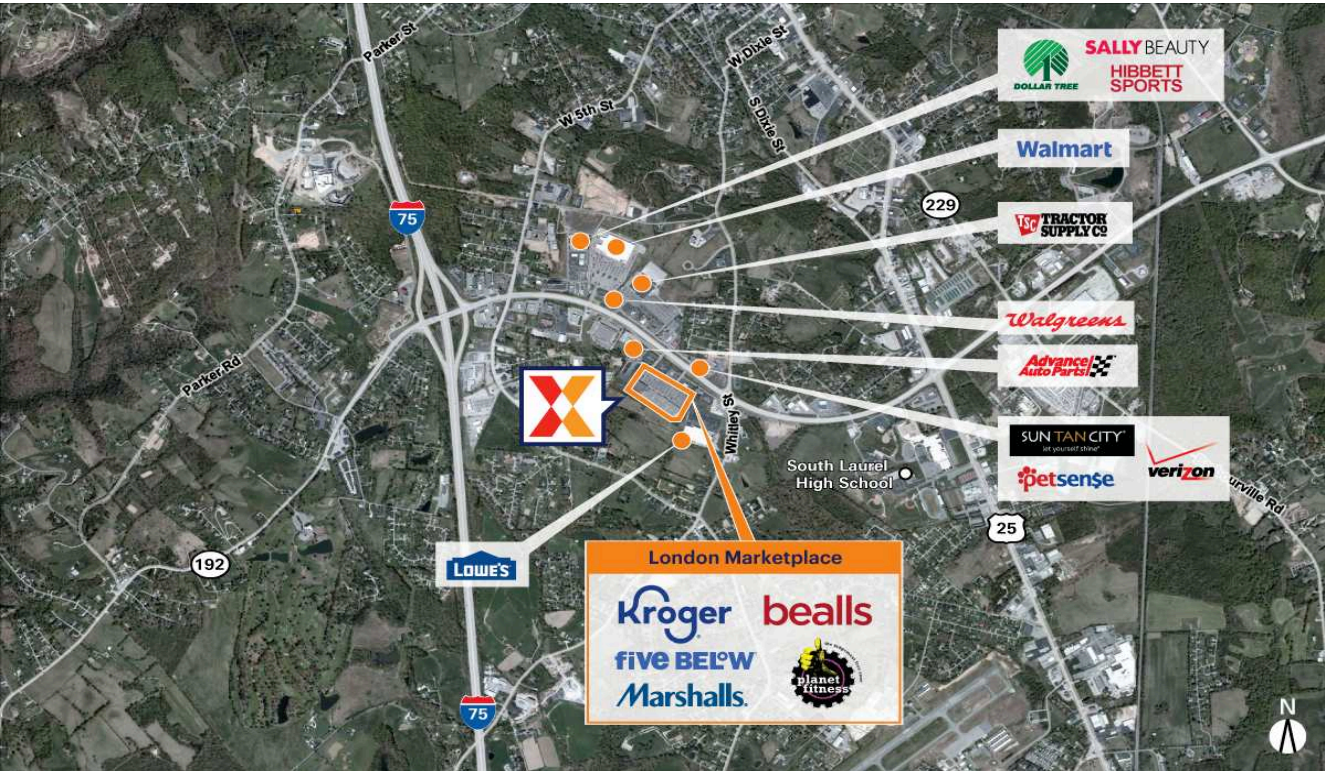 Parker St
W Dixie St
W 5th St
S Dixie St
DOLLAR TREE
SALLY BEAUTY
HIBBETT
SPORTS
Walmart
75
229
TSC TRACTOR
SUPPLY CO
Walgreens
Advance
Auto Parts
Parker Rd
Whitley St
SUN TAN CITY
let yourself shine
petsense
verizon
South Laurel
High School
urville Rd
25
192
LOWE'S
London Marketplace
Kroger
bealls
five BELOW
planet
fitness
Marshalls.
75
N